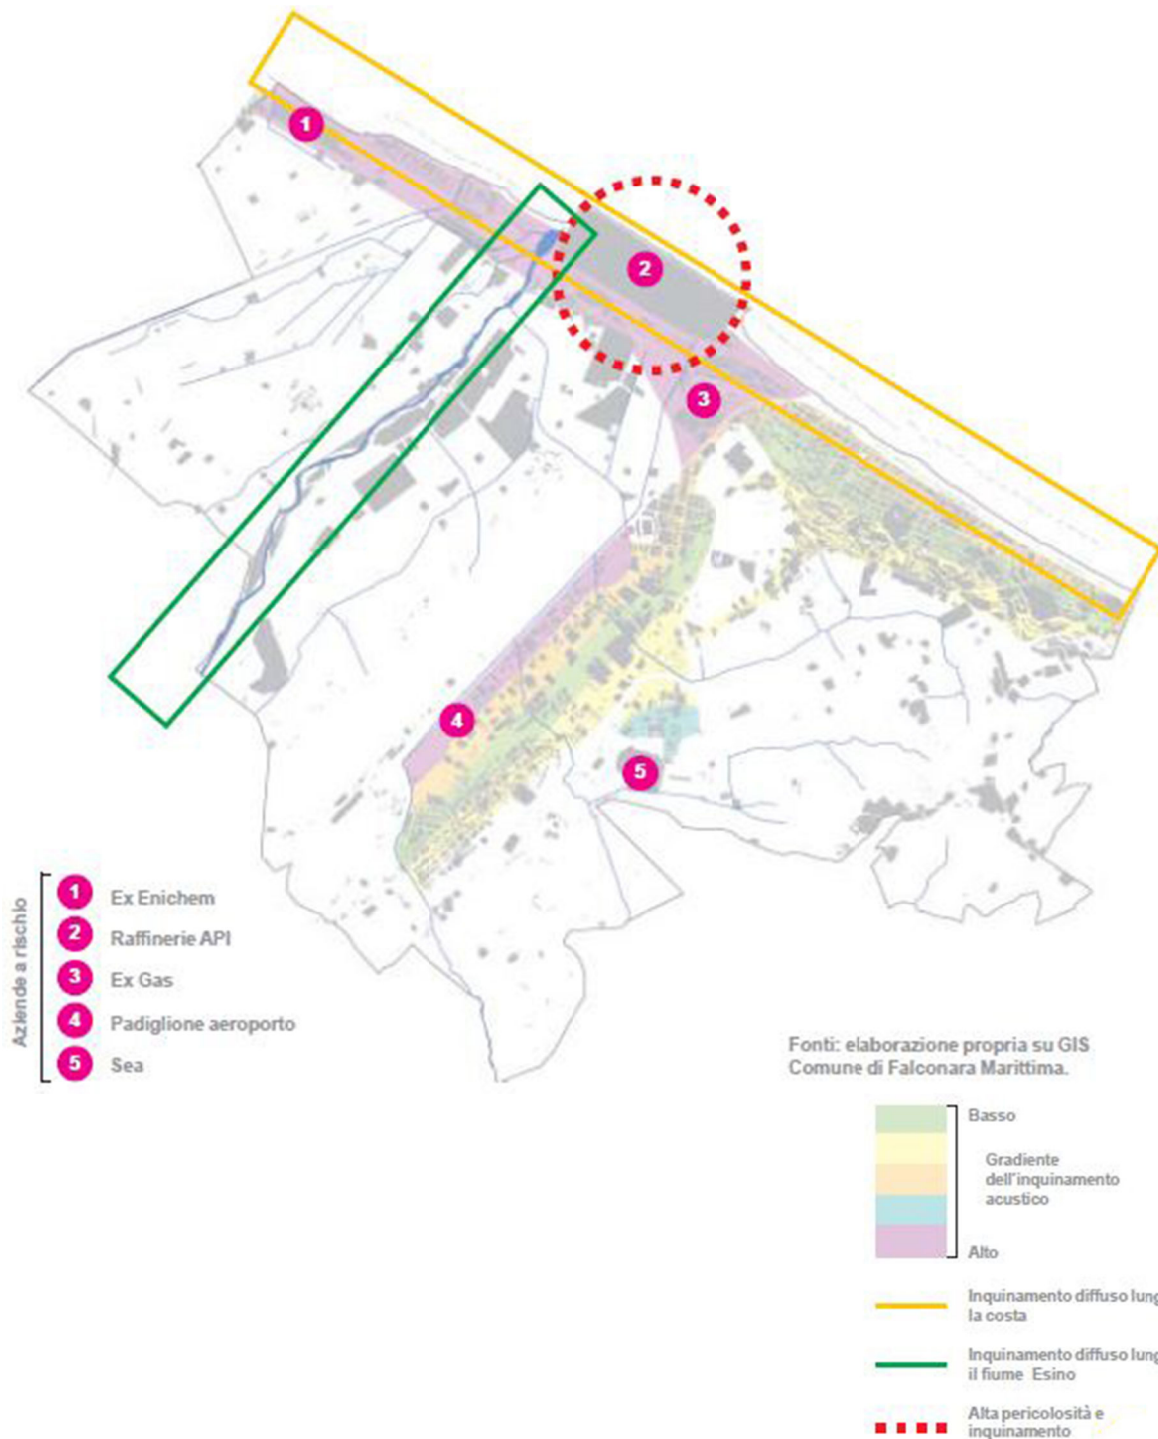 1
2
3
4
5
Aziende a rischio
1 Ex Enichem
2 Raffinerie API
3 Ex Gas
4 Padiglione aeroporto
5 Sea
Fonti: elaborazione propria su GIS
Comune di Falconara Marittima.
Basso
Gradiente
dell'inquinamento
acustico
Alto
Inquinamento diffuso lung
la costa
Inquinamento diffuso lung
il fiume Esino
Alta pericolosità e
inquinamento